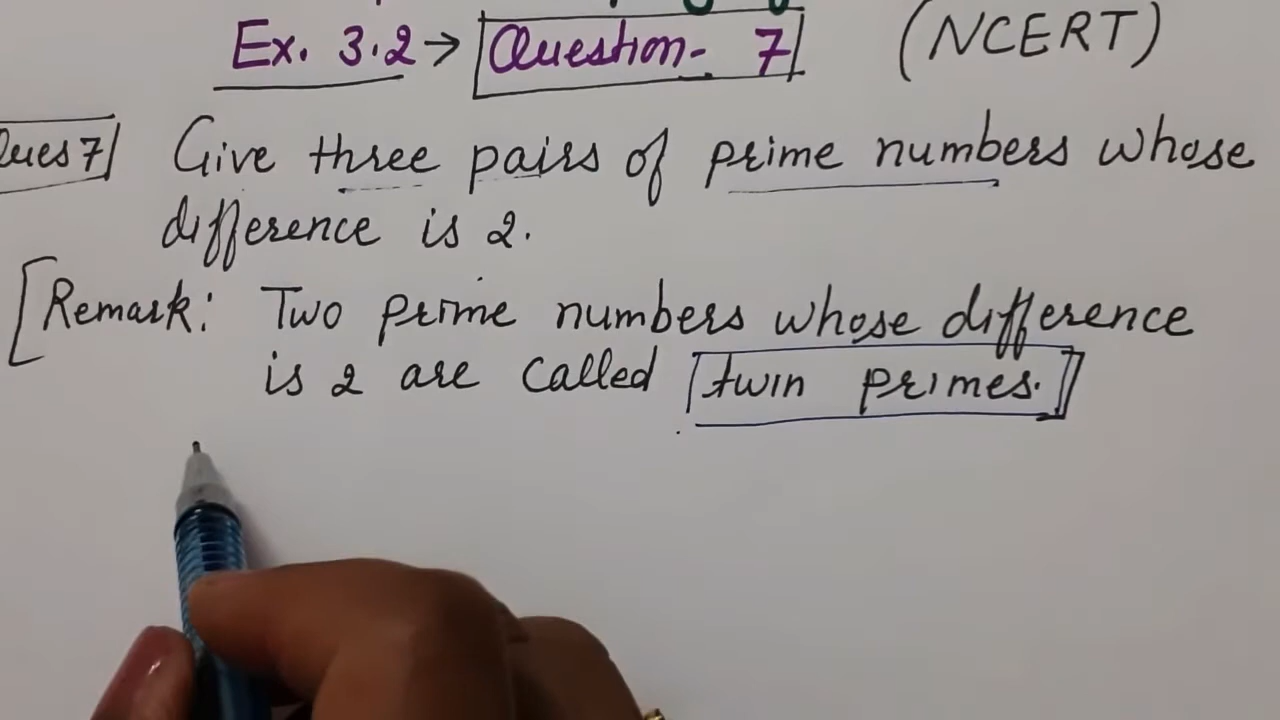 Ex. 3.2 → Question- 7 (NCERT)
Ques 7 Give three pairs of prime numbers whose
difference is 2.
[Remark: Two prime numbers whose difference
is 2 are called twin primes.]